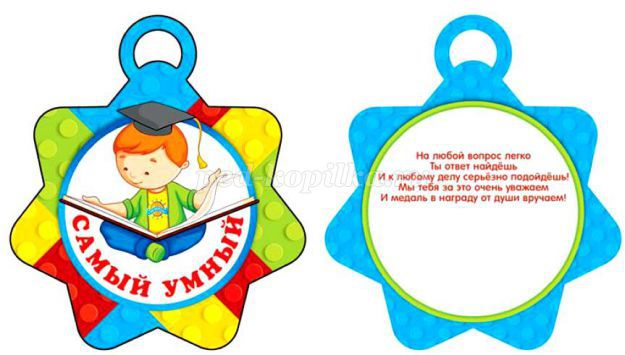 САМЫЙ УМНЫЙ
На любой вопрос легко
Ты ответ найдёшь
И к любому делу серьёзно подойдёшь!
Мы тебя за это очень уважаем
И медаль в награду от души вручаем!